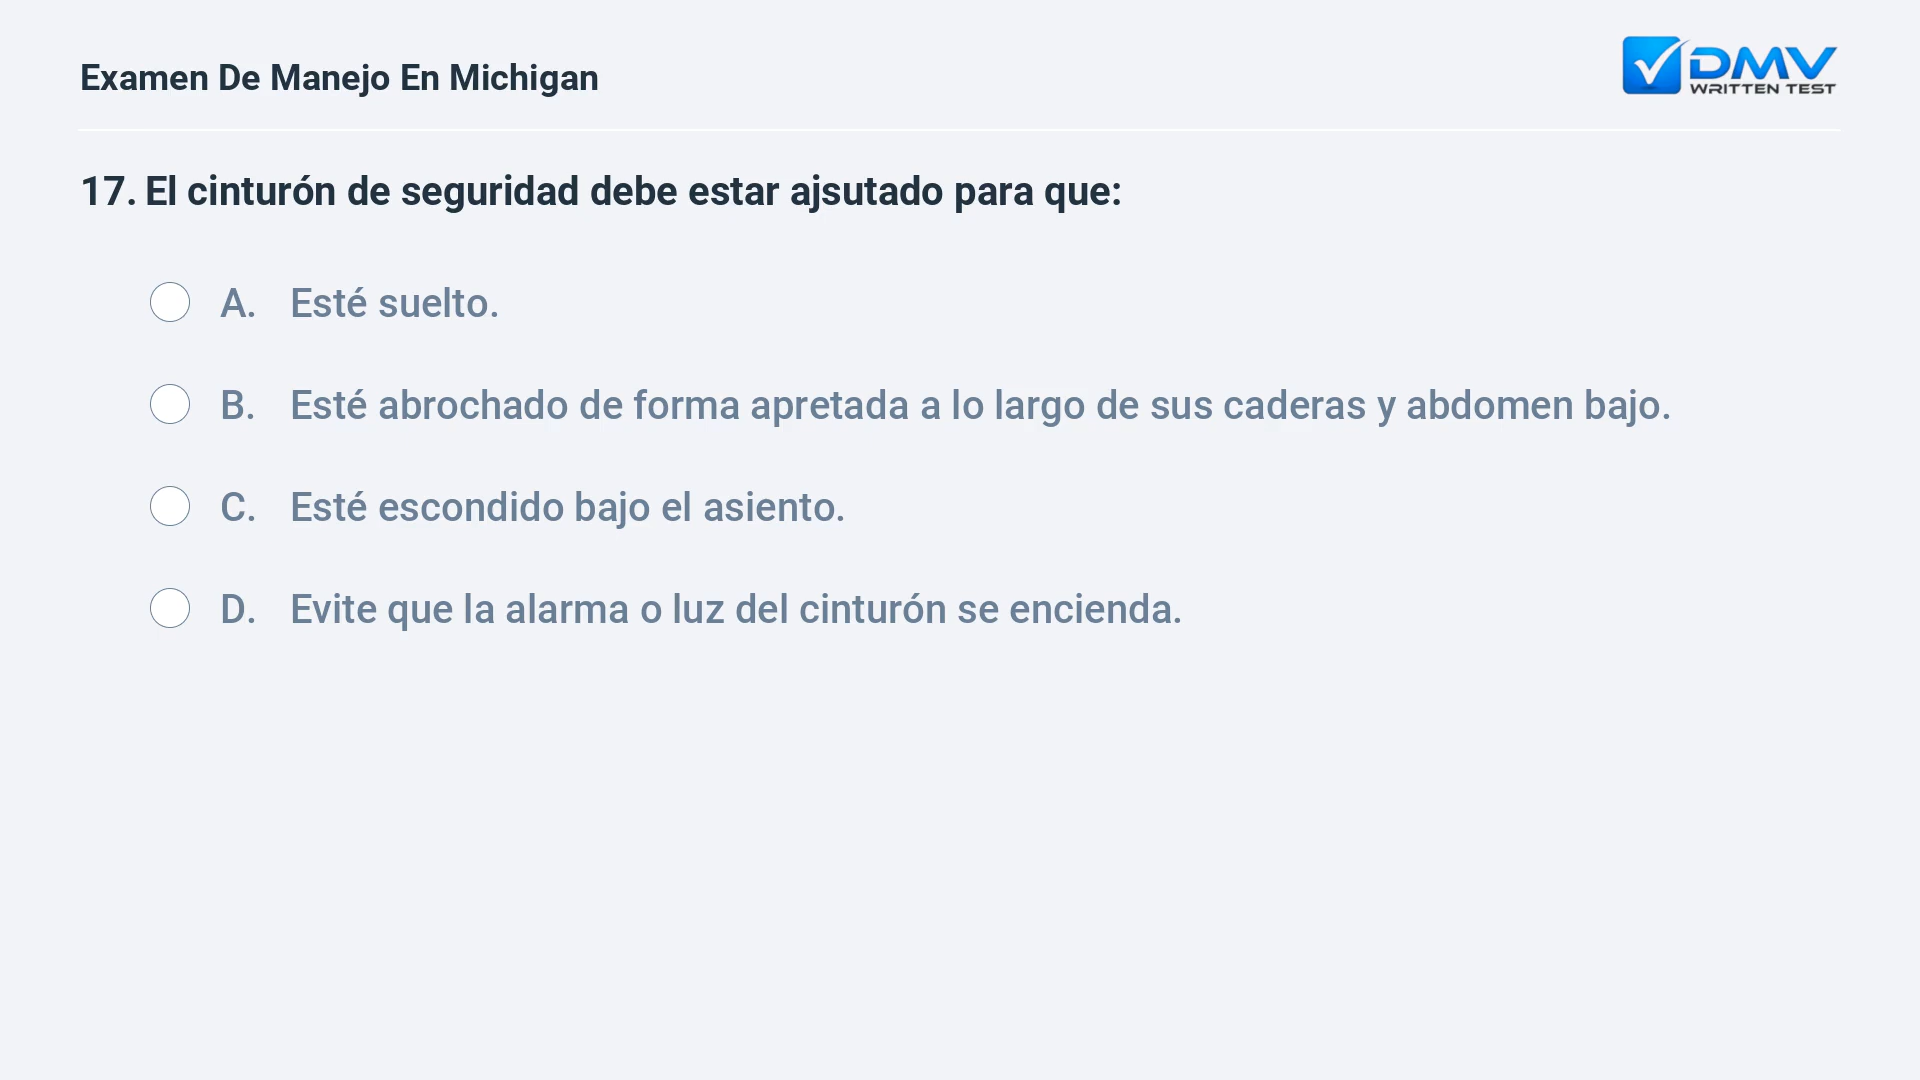 Examen De Manejo En Michigan
DMV
WRITTEN TEST
17. El cinturón de seguridad debe estar ajsutado para que:
A. Esté suelto.
B. Esté abrochado de forma apretada a lo largo de sus caderas y abdomen bajo.
C. Esté escondido bajo el asiento.
D. Evite que la alarma o luz del cinturón se encienda.